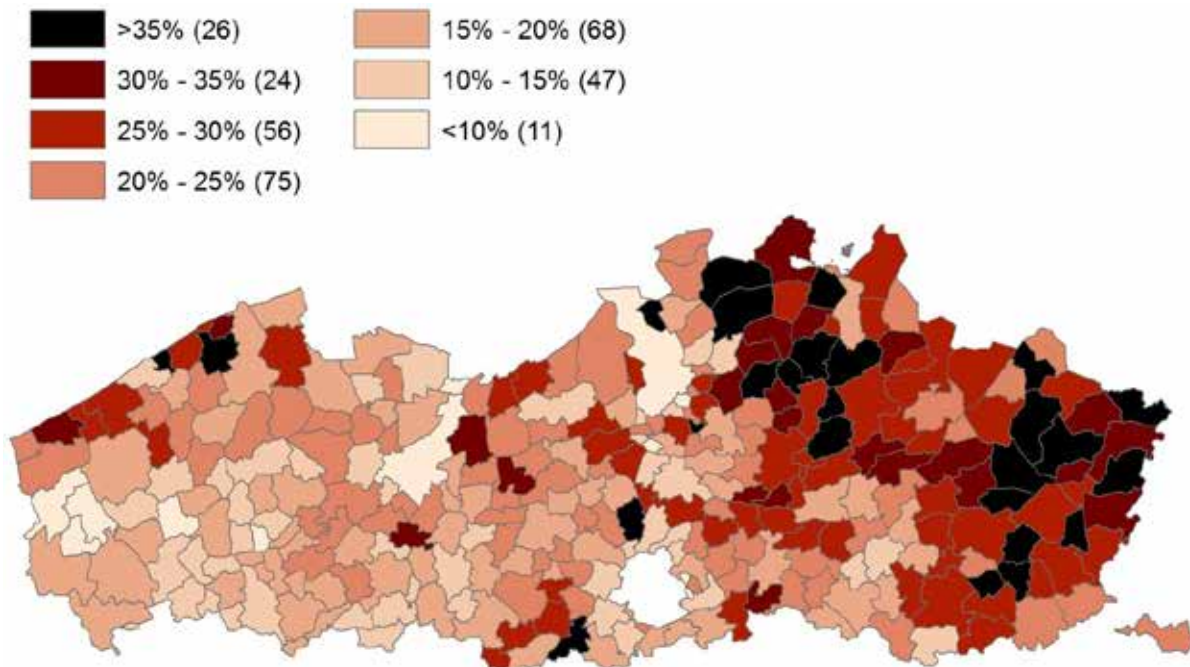 >35% (26)
30% - 35% (24)
25% - 30% (56)
20% - 25% (75)
15% - 20% (68)
10% - 15% (47)
<10% (11)